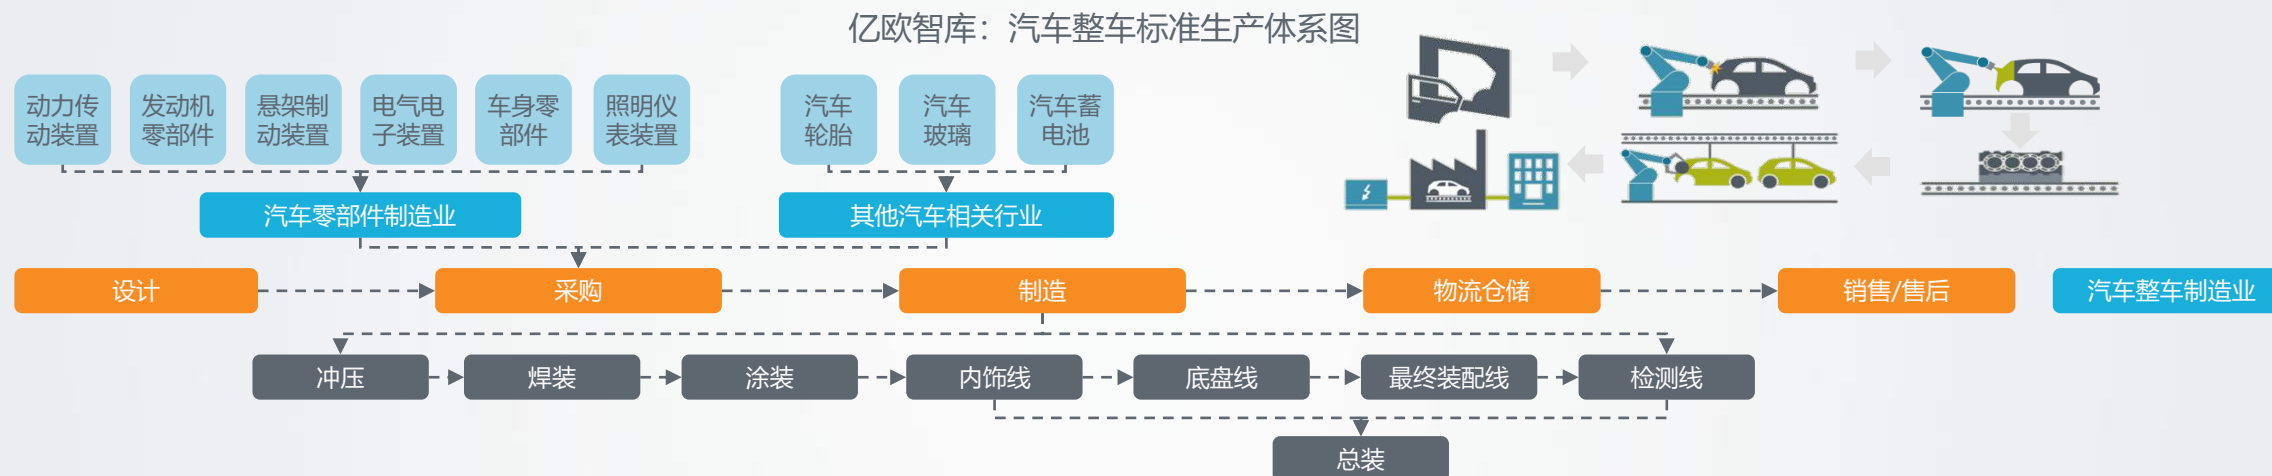 亿欧智库：汽车整车标准生产体系图
动力传
动装置
发动机
零部件
悬架制
动装置
电气电
子装置
车身零
部件
照明仪
表装置
汽车
轮胎
汽车
玻璃
汽车蓄
电池
汽车零部件制造业
其他汽车相关行业
设计
采购
制造
物流仓储
销售/售后
汽车整车制造业
冲压
焊装
涂装
内饰线
底盘线
最终装配线
检测线
总装